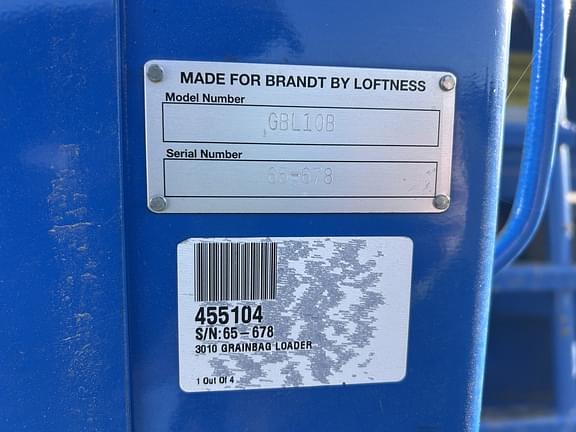 MADE FOR BRANDT BY LOFTNESS
Model Number
GBL10B
Serial Number
65-678
455104
S/N:65-678
3010 GRAINBAG LOADER
1 Out Of 4